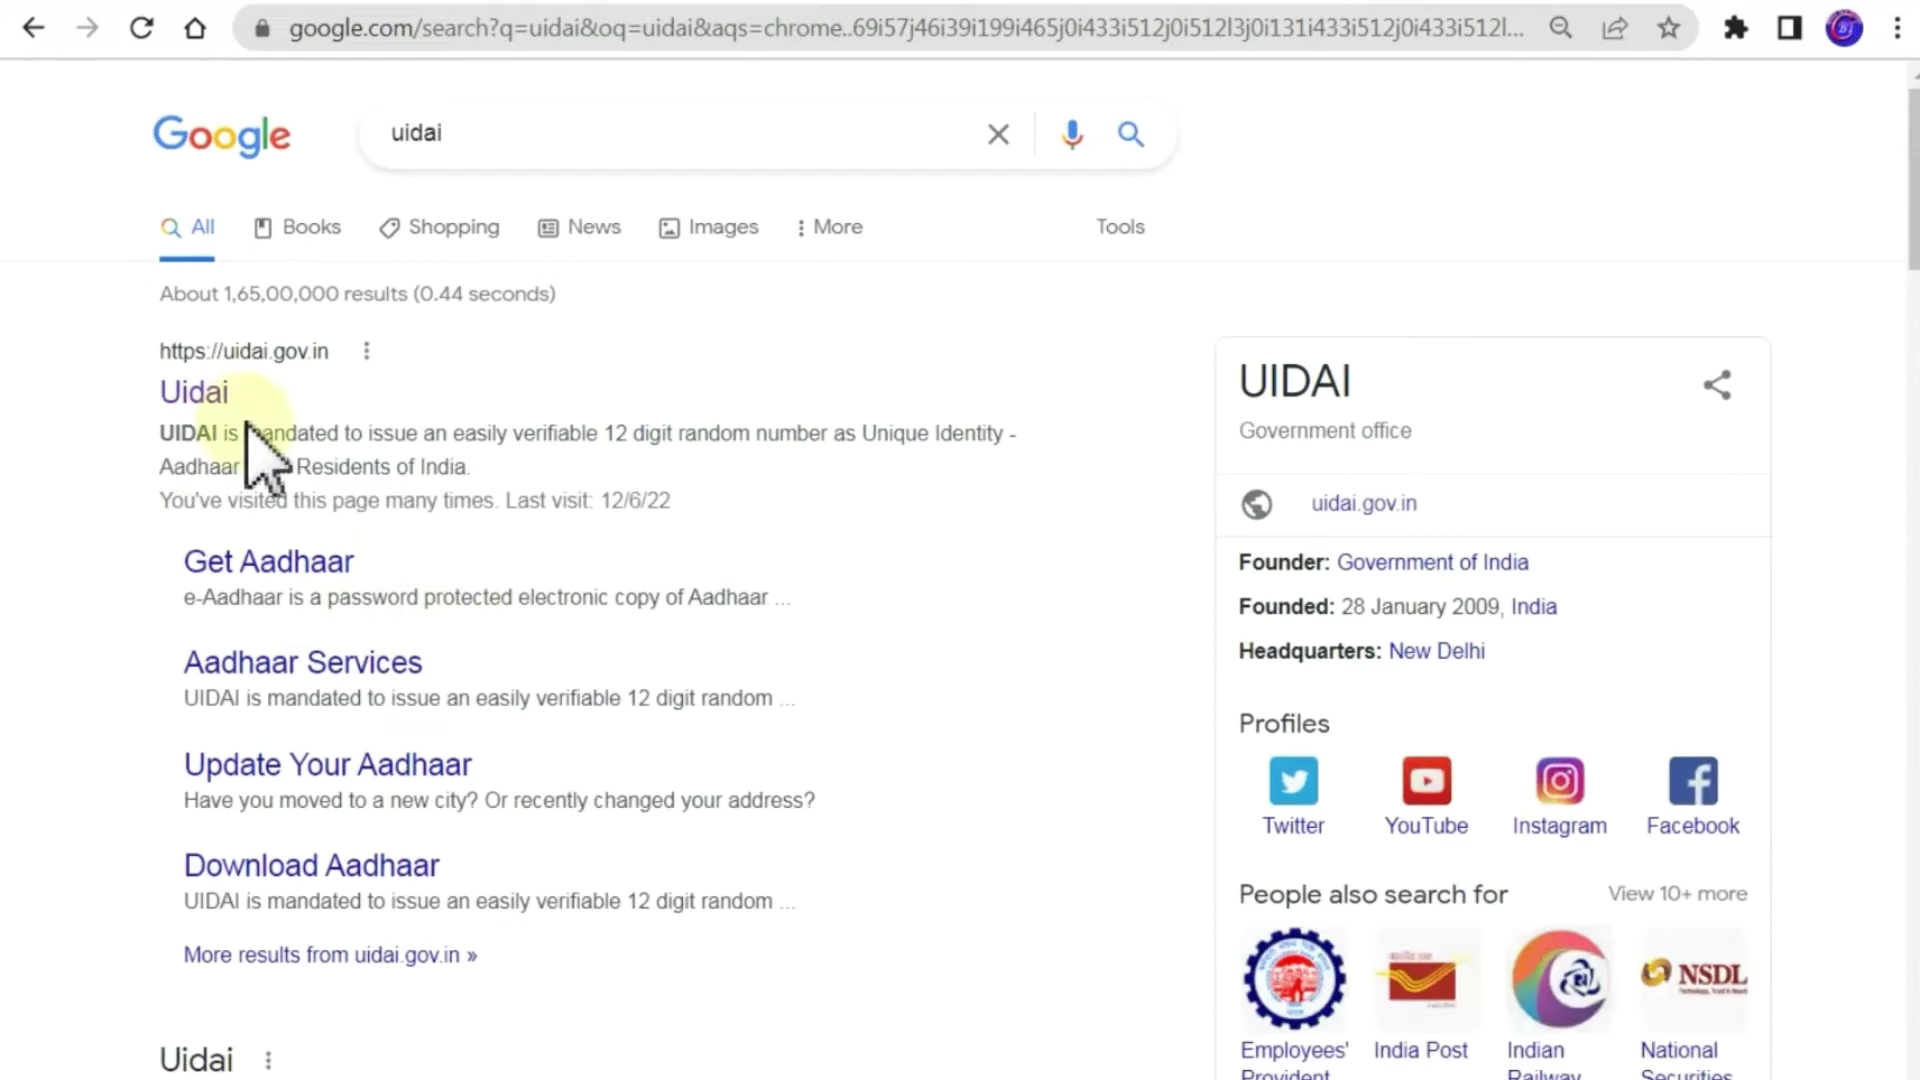 google.com/search?q=uidai&oq=uidai&aqs=chrome..69i57j46i39i199i465j0i433i512j0i512l3j0i131i433i512j0i433i512l...
Google
uidai
All
Books
Shopping
News
Images
More
Tools
About 1,65,00,000 results (0.44 seconds)
https://uidai.gov.in
Uidai
UIDAI is mandated to issue an easily verifiable 12 digit random number as Unique Identity -
Aadhaar Residents of India.
You've visited this page many times. Last visit: 12/6/22
Get Aadhaar
e-Aadhaar is a password protected electronic copy of Aadhaar ...
Aadhaar Services
UIDAI is mandated to issue an easily verifiable 12 digit random ...
Update Your Aadhaar
Have you moved to a new city? Or recently changed your address?
Download Aadhaar
UIDAI is mandated to issue an easily verifiable 12 digit random ...
More results from uidai.gov.in »
Uidai
UIDAI
Government office
uidai.gov.in
Founder: Government of India
Founded: 28 January 2009, India
Headquarters: New Delhi
Profiles
Twitter
YouTube
Instagram
Facebook
People also search for
View 10+ more
NSDL
Employees'
Provident
India Post
Indian
Railway
National
Securities